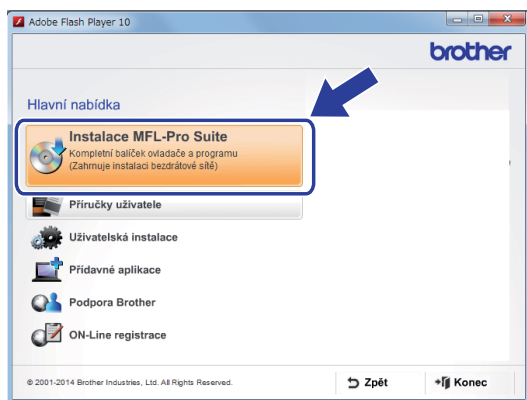 Adobe Flash Player 10
brother
Hlavní nabídka
Instalace MFL-Pro Suite
Kompletní balíček ovladače a programu
(Zahrnuje instalaci bezdrátové sítě)
Příručky uživatele
Uživatelská instalace
Přídavné aplikace
Podpora Brother
ON-Line registrace
© 2001-2014 Brother Industries, Ltd. All Rights Reserved.
Zpět
Konec